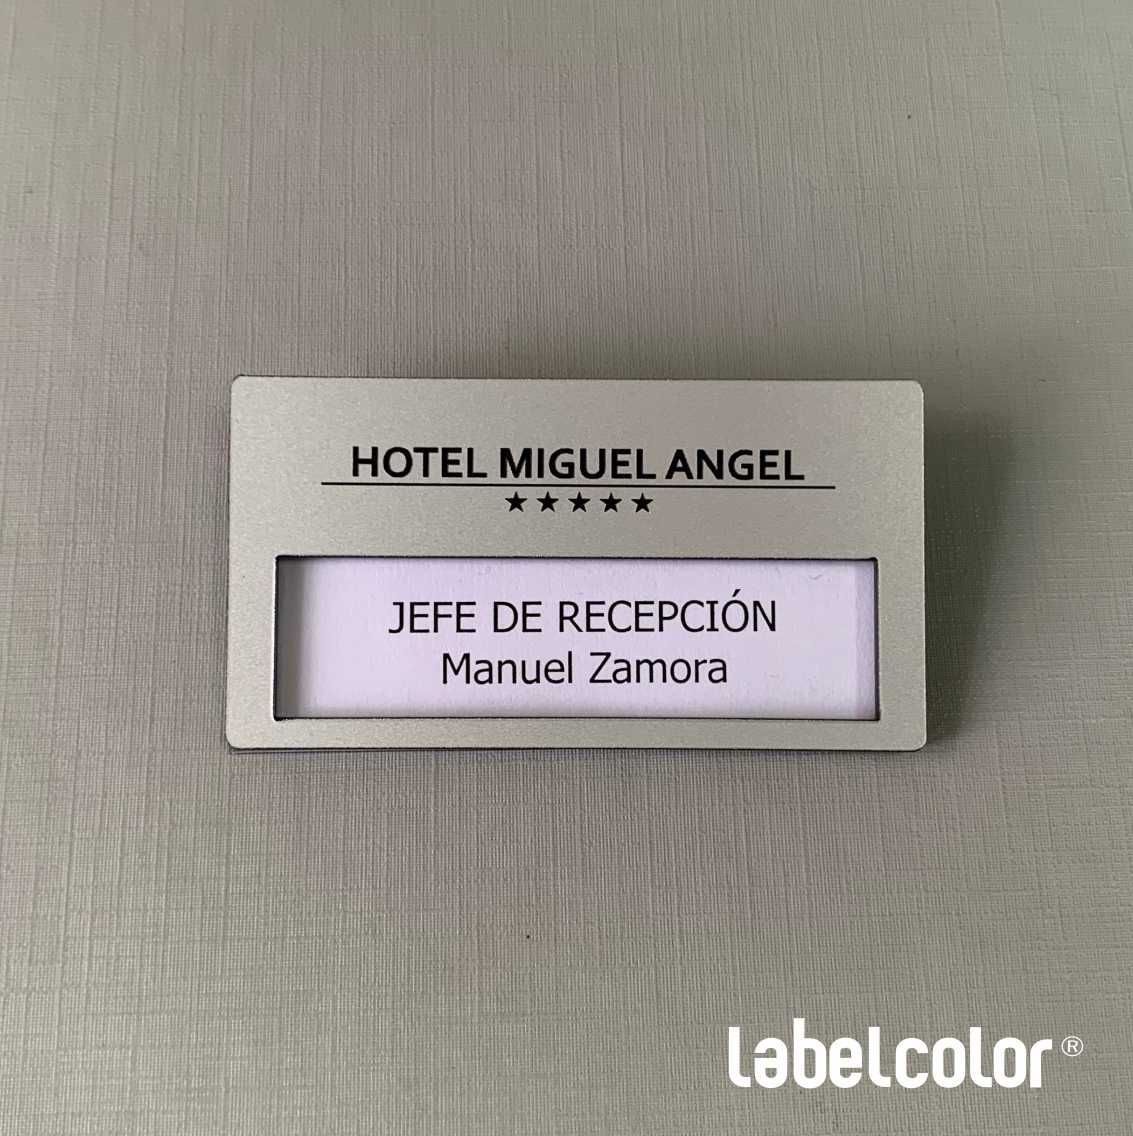 HOTEL MIGUEL ANGEL
★★★★★
JEFE DE RECEPCIÓN
Manuel Zamora
labelcolor®